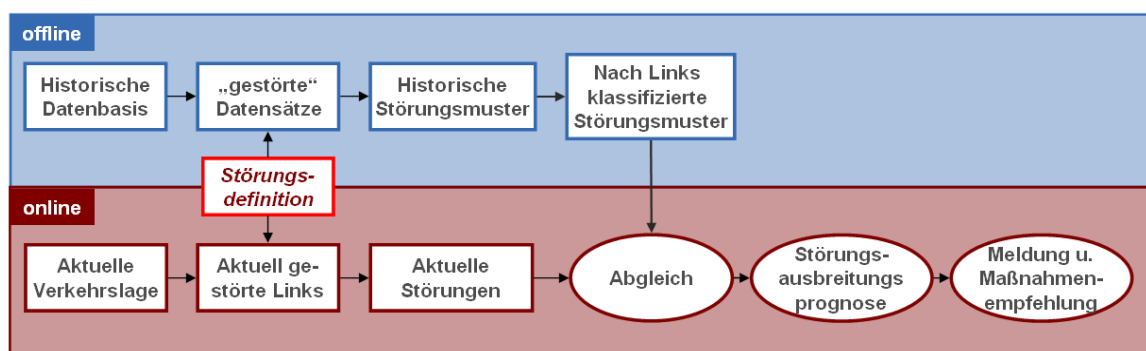 offline
Historische
Datenbasis
„gestörte“
Datensätze
Historische
Störungsmuster
Nach Links
klassifizierte
Störungsmuster
Störungs-
definition
online
Aktuelle
Verkehrslage
Aktuell ge-
störte Links
Aktuelle
Störungen
Abgleich
Störungs-
ausbreitungs
prognose
Meldung u.
Maßnahmen-
empfehlung